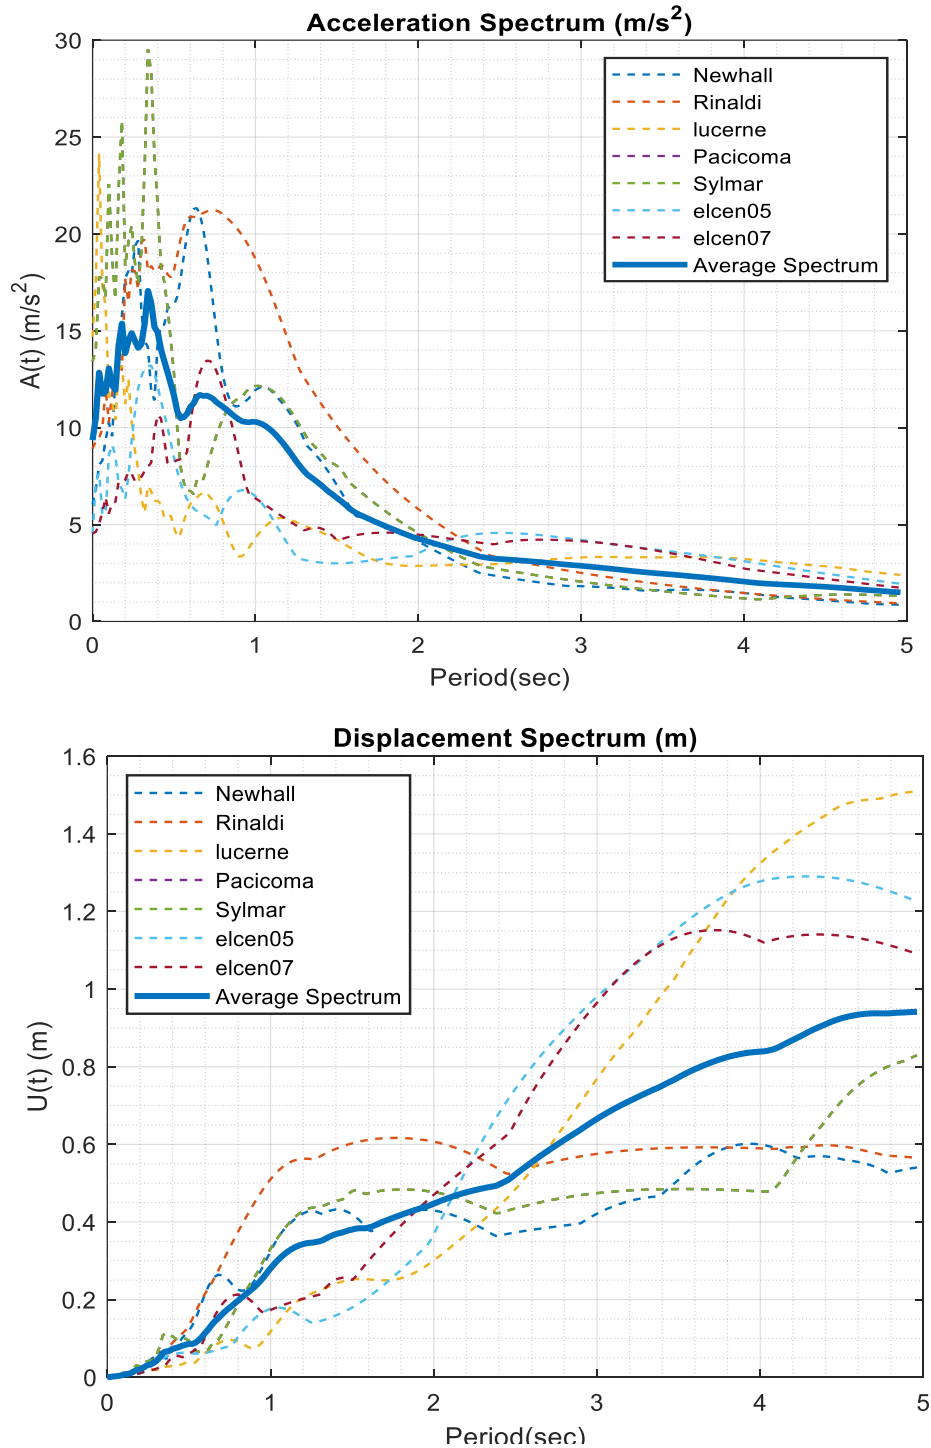 Acceleration Spectrum (m/s²)
30
25
20
15
10
5
0
A(t) (m/s²)
Newhall
Rinaldi
lucerne
Pacicoma
Sylmar
elcen05
elcen07
Average Spectrum
0 1 2 3 4 5
Period(sec)
Displacement Spectrum (m)
1.6
1.4
1.2
1
0.8
0.6
0.4
0.2
0
U(t) (m)
Newhall
Rinaldi
lucerne
Pacicoma
Sylmar
elcen05
elcen07
Average Spectrum
0 1 2 3 4 5
Period(sec)